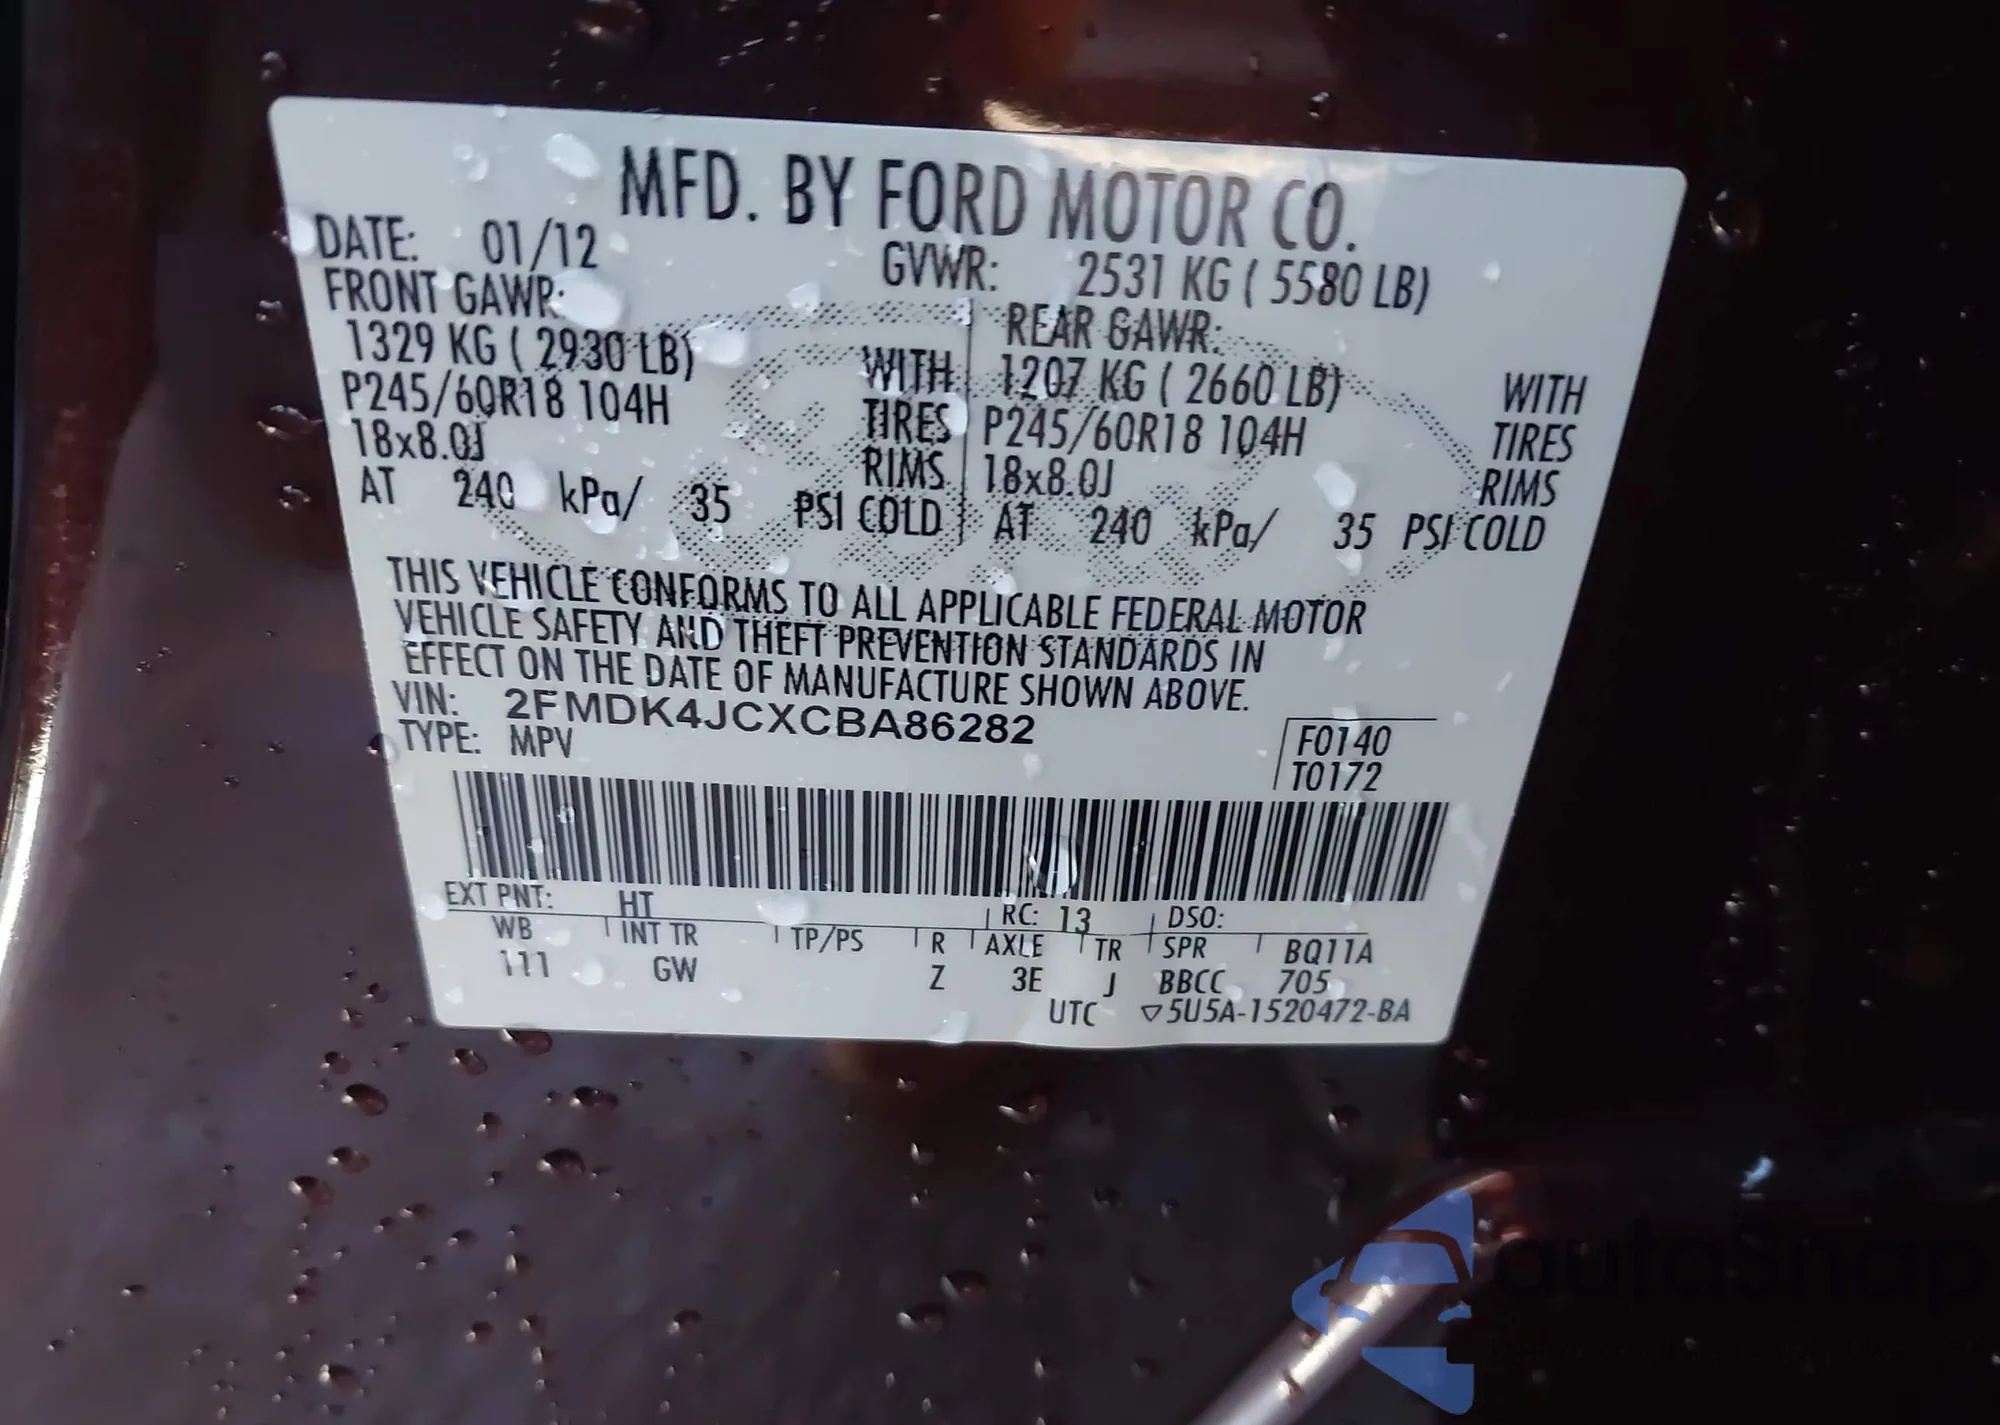 MFD. BY FORD MOTOR CO.
DATE: 01/12 GVWR: 2531 KG ( 5580 LB)
FRONT GAWR: REAR GAWR:
1329 KG ( 2930 LB) WITH 1207 KG ( 2660 LB) WITH
P245/60R18 104H TIRES P245/60R18 104H TIRES
18x8.0J RIMS 18x8.0J RIMS
AT 240 kPa/ 35 PSI COLD AT 240 kPa/ 35 PSI COLD
THIS VEHICLE CONFORMS TO ALL APPLICABLE FEDERAL MOTOR
VEHICLE SAFETY AND THEFT PREVENTION STANDARDS IN
EFFECT ON THE DATE OF MANUFACTURE SHOWN ABOVE.
VIN: 2FMDK4JCXCBA86282
TYPE: MPV
F0140
T0172
EXT PNT: HT RC: 13 DSO:
WB INT TR TP/PS R AXLE TR SPR BQ11A
111 GW Z 3E J BBCC 705
UTC ▽5U5A-1520472-BA
autoSnap